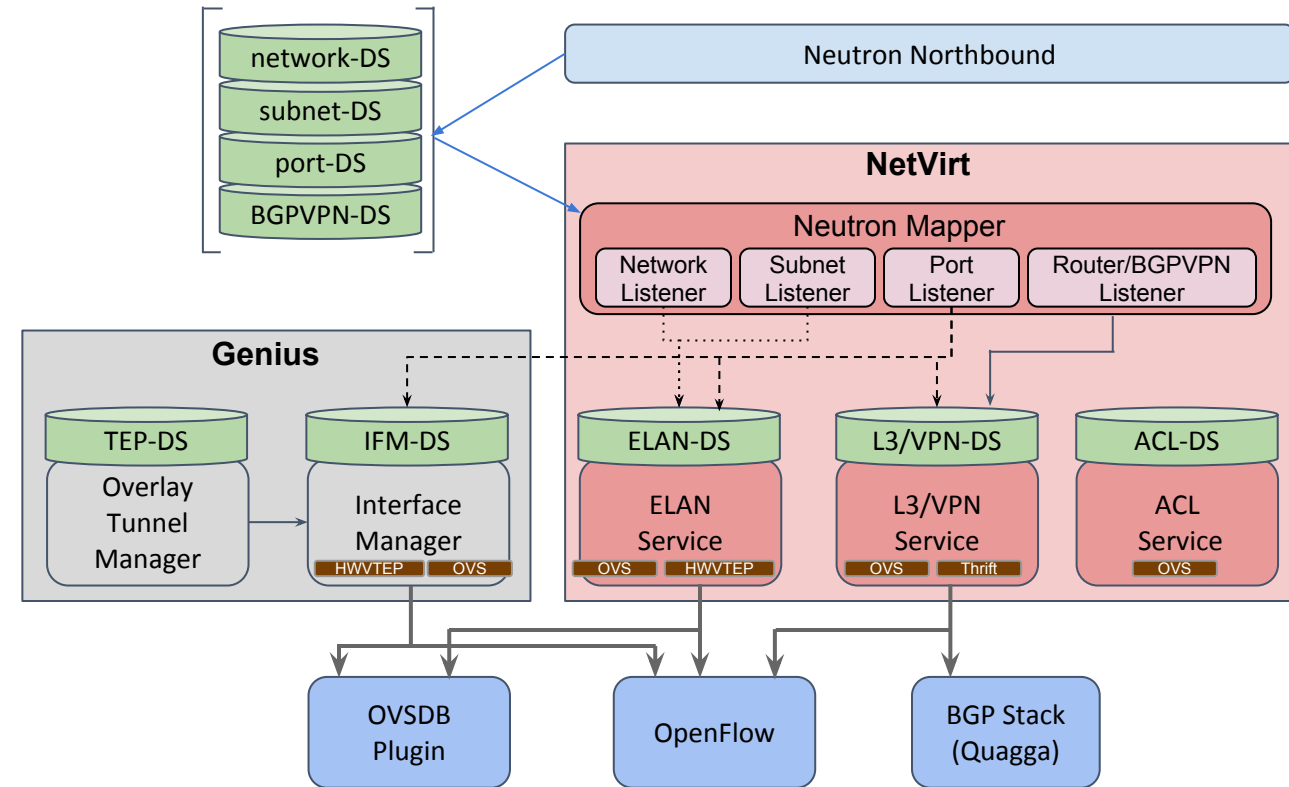 network-DS
subnet-DS
port-DS
BGPVPN-DS
Neutron Northbound
NetVirt
Neutron Mapper
Network
Listener
Subnet
Listener
Port
Listener
Router/BGPVPN
Listener
Genius
TEP-DS
Overlay
Tunnel
Manager
IFM-DS
Interface
Manager
HWVTEP
OVS
ELAN-DS
ELAN
Service
OVS
HWVTEP
L3/VPN-DS
L3/VPN
Service
OVS
Thrift
ACL-DS
ACL
Service
OVS
OVSDB
Plugin
OpenFlow
BGP Stack
(Quagga)